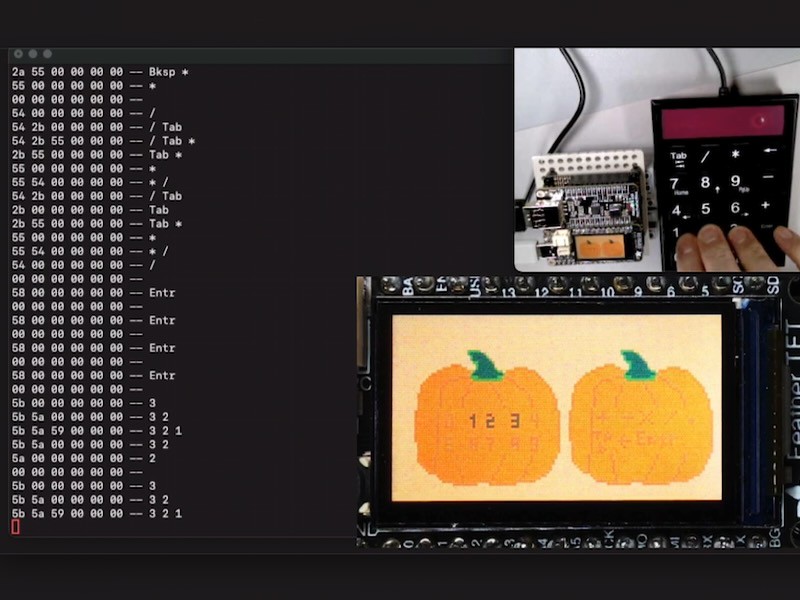 2a 55 00 00 00 00 -- Bksp *
55 00 00 00 00 00 -- *
00 00 00 00 00 00 --
54 00 00 00 00 00 -- /
54 2b 00 00 00 00 -- / Tab
54 2b 55 00 00 00 -- / Tab *
2b 55 00 00 00 00 -- Tab *
55 00 00 00 00 00 -- *
55 54 00 00 00 00 -- * /
54 2b 00 00 00 00 -- / Tab
2b 00 00 00 00 00 -- Tab
2b 55 00 00 00 00 -- Tab *
55 00 00 00 00 00 -- *
55 54 00 00 00 00 -- * /
54 00 00 00 00 00 -- /
00 00 00 00 00 00 --
58 00 00 00 00 00 -- Entr
00 00 00 00 00 00 --
58 00 00 00 00 00 -- Entr
00 00 00 00 00 00 --
58 00 00 00 00 00 -- Entr
00 00 00 00 00 00 --
58 00 00 00 00 00 -- Entr
00 00 00 00 00 00 --
5b 00 00 00 00 00 -- 3
5b 5a 00 00 00 00 -- 3 2
5b 5a 59 00 00 00 -- 3 2 1
5b 5a 00 00 00 00 -- 3 2
5a 00 00 00 00 00 -- 2
00 00 00 00 00 00 --
5b 00 00 00 00 00 -- 3
5b 5a 00 00 00 00 -- 3 2
5b 5a 59 00 00 00 -- 3 2 1
Tab / * ←
7 8 9 -
Home ↑ PgUp
4 5 6 +
1
13 12 11 10 9 6 5
1 2 3 4
Entr
Feather TFT